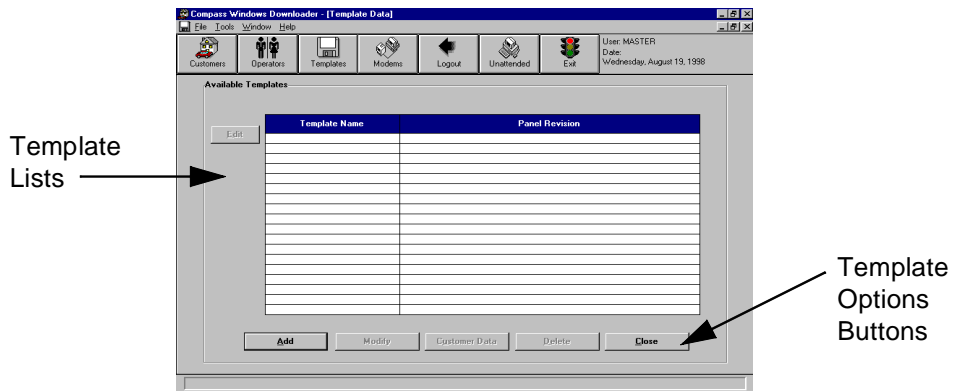 Compass Windows Downloader - [Template Data]
File Tools Window Help
Customers Operators Templates Modems Logout Unattended Exit
User: MASTER
Date:
Wednesday, August 19, 1998
Available Templates
Edit
Template Name Panel Revision
Template
Lists
Template
Options
Buttons
Add Modify Customer Data Delete Close